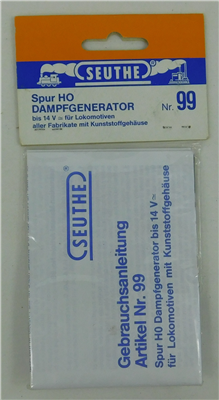 SEUTHE
Spur HO
DAMPFGENERATOR
Nr. 99
bis 14 V ≂ für Lokomotiven
aller Fabrikate mit Kunststoffgehäuse
SEUTHE
Gebrauchsanleitung
Artikel Nr. 99
Spur H0 Dampfgenerator bis 14 V ≂
für Lokomotiven mit Kunststoffgehäuse